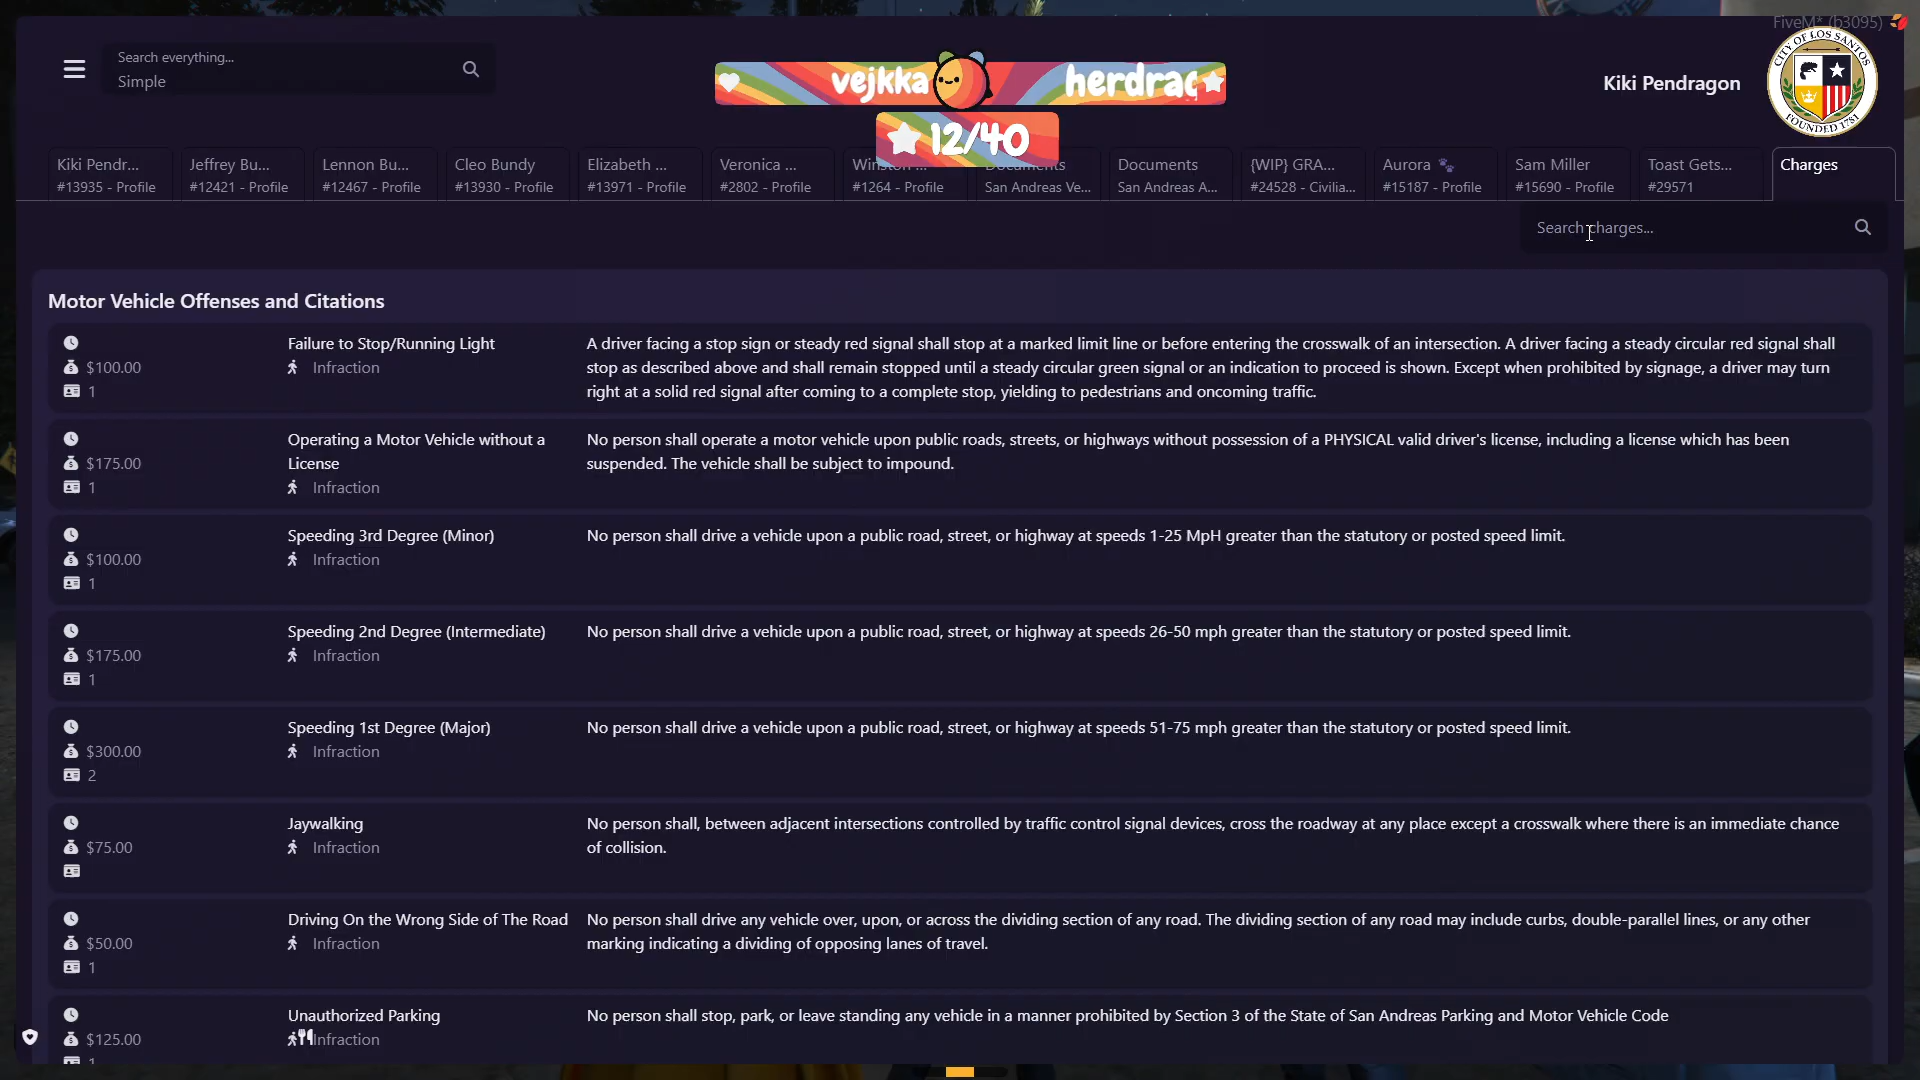 FiveM* (b3095)
Search everything...
Simple
vejkka
herdrac
12/40
Kiki Pendragon
CITY OF LOS SANTOS
FOUNDED 1781
Kiki Pendr...
#13935 - Profile
Jeffrey Bu...
#12421 - Profile
Lennon Bu...
#12467 - Profile
Cleo Bundy
#13930 - Profile
Elizabeth ...
#13971 - Profile
Veronica ...
#2802 - Profile
#1264 - Profile
San Andreas Ve...
Documents
San Andreas A...
{WIP} GRA...
#24528 - Civilia...
Aurora 🐾
#15187 - Profile
Sam Miller
#15690 - Profile
Toast Gets...
#29571
Charges
Search charges...
Motor Vehicle Offenses and Citations
$100.00
1
Failure to Stop/Running Light
Infraction
A driver facing a stop sign or steady red signal shall stop at a marked limit line or before entering the crosswalk of an intersection. A driver facing a steady circular red signal shall
stop as described above and shall remain stopped until a steady circular green signal or an indication to proceed is shown. Except when prohibited by signage, a driver may turn
right at a solid red signal after coming to a complete stop, yielding to pedestrians and oncoming traffic.
$175.00
1
Operating a Motor Vehicle without a
License
Infraction
No person shall operate a motor vehicle upon public roads, streets, or highways without possession of a PHYSICAL valid driver's license, including a license which has been
suspended. The vehicle shall be subject to impound.
$100.00
1
Speeding 3rd Degree (Minor)
Infraction
No person shall drive a vehicle upon a public road, street, or highway at speeds 1-25 MpH greater than the statutory or posted speed limit.
$175.00
1
Speeding 2nd Degree (Intermediate)
Infraction
No person shall drive a vehicle upon a public road, street, or highway at speeds 26-50 mph greater than the statutory or posted speed limit.
$300.00
2
Speeding 1st Degree (Major)
Infraction
No person shall drive a vehicle upon a public road, street, or highway at speeds 51-75 mph greater than the statutory or posted speed limit.
$75.00
Jaywalking
Infraction
No person shall, between adjacent intersections controlled by traffic control signal devices, cross the roadway at any place except a crosswalk where there is an immediate chance
of collision.
$50.00
1
Driving On the Wrong Side of The Road
Infraction
No person shall drive any vehicle over, upon, or across the dividing section of any road. The dividing section of any road may include curbs, double-parallel lines, or any other
marking indicating a dividing of opposing lanes of travel.
$125.00
Unauthorized Parking
Infraction
No person shall stop, park, or leave standing any vehicle in a manner prohibited by Section 3 of the State of San Andreas Parking and Motor Vehicle Code